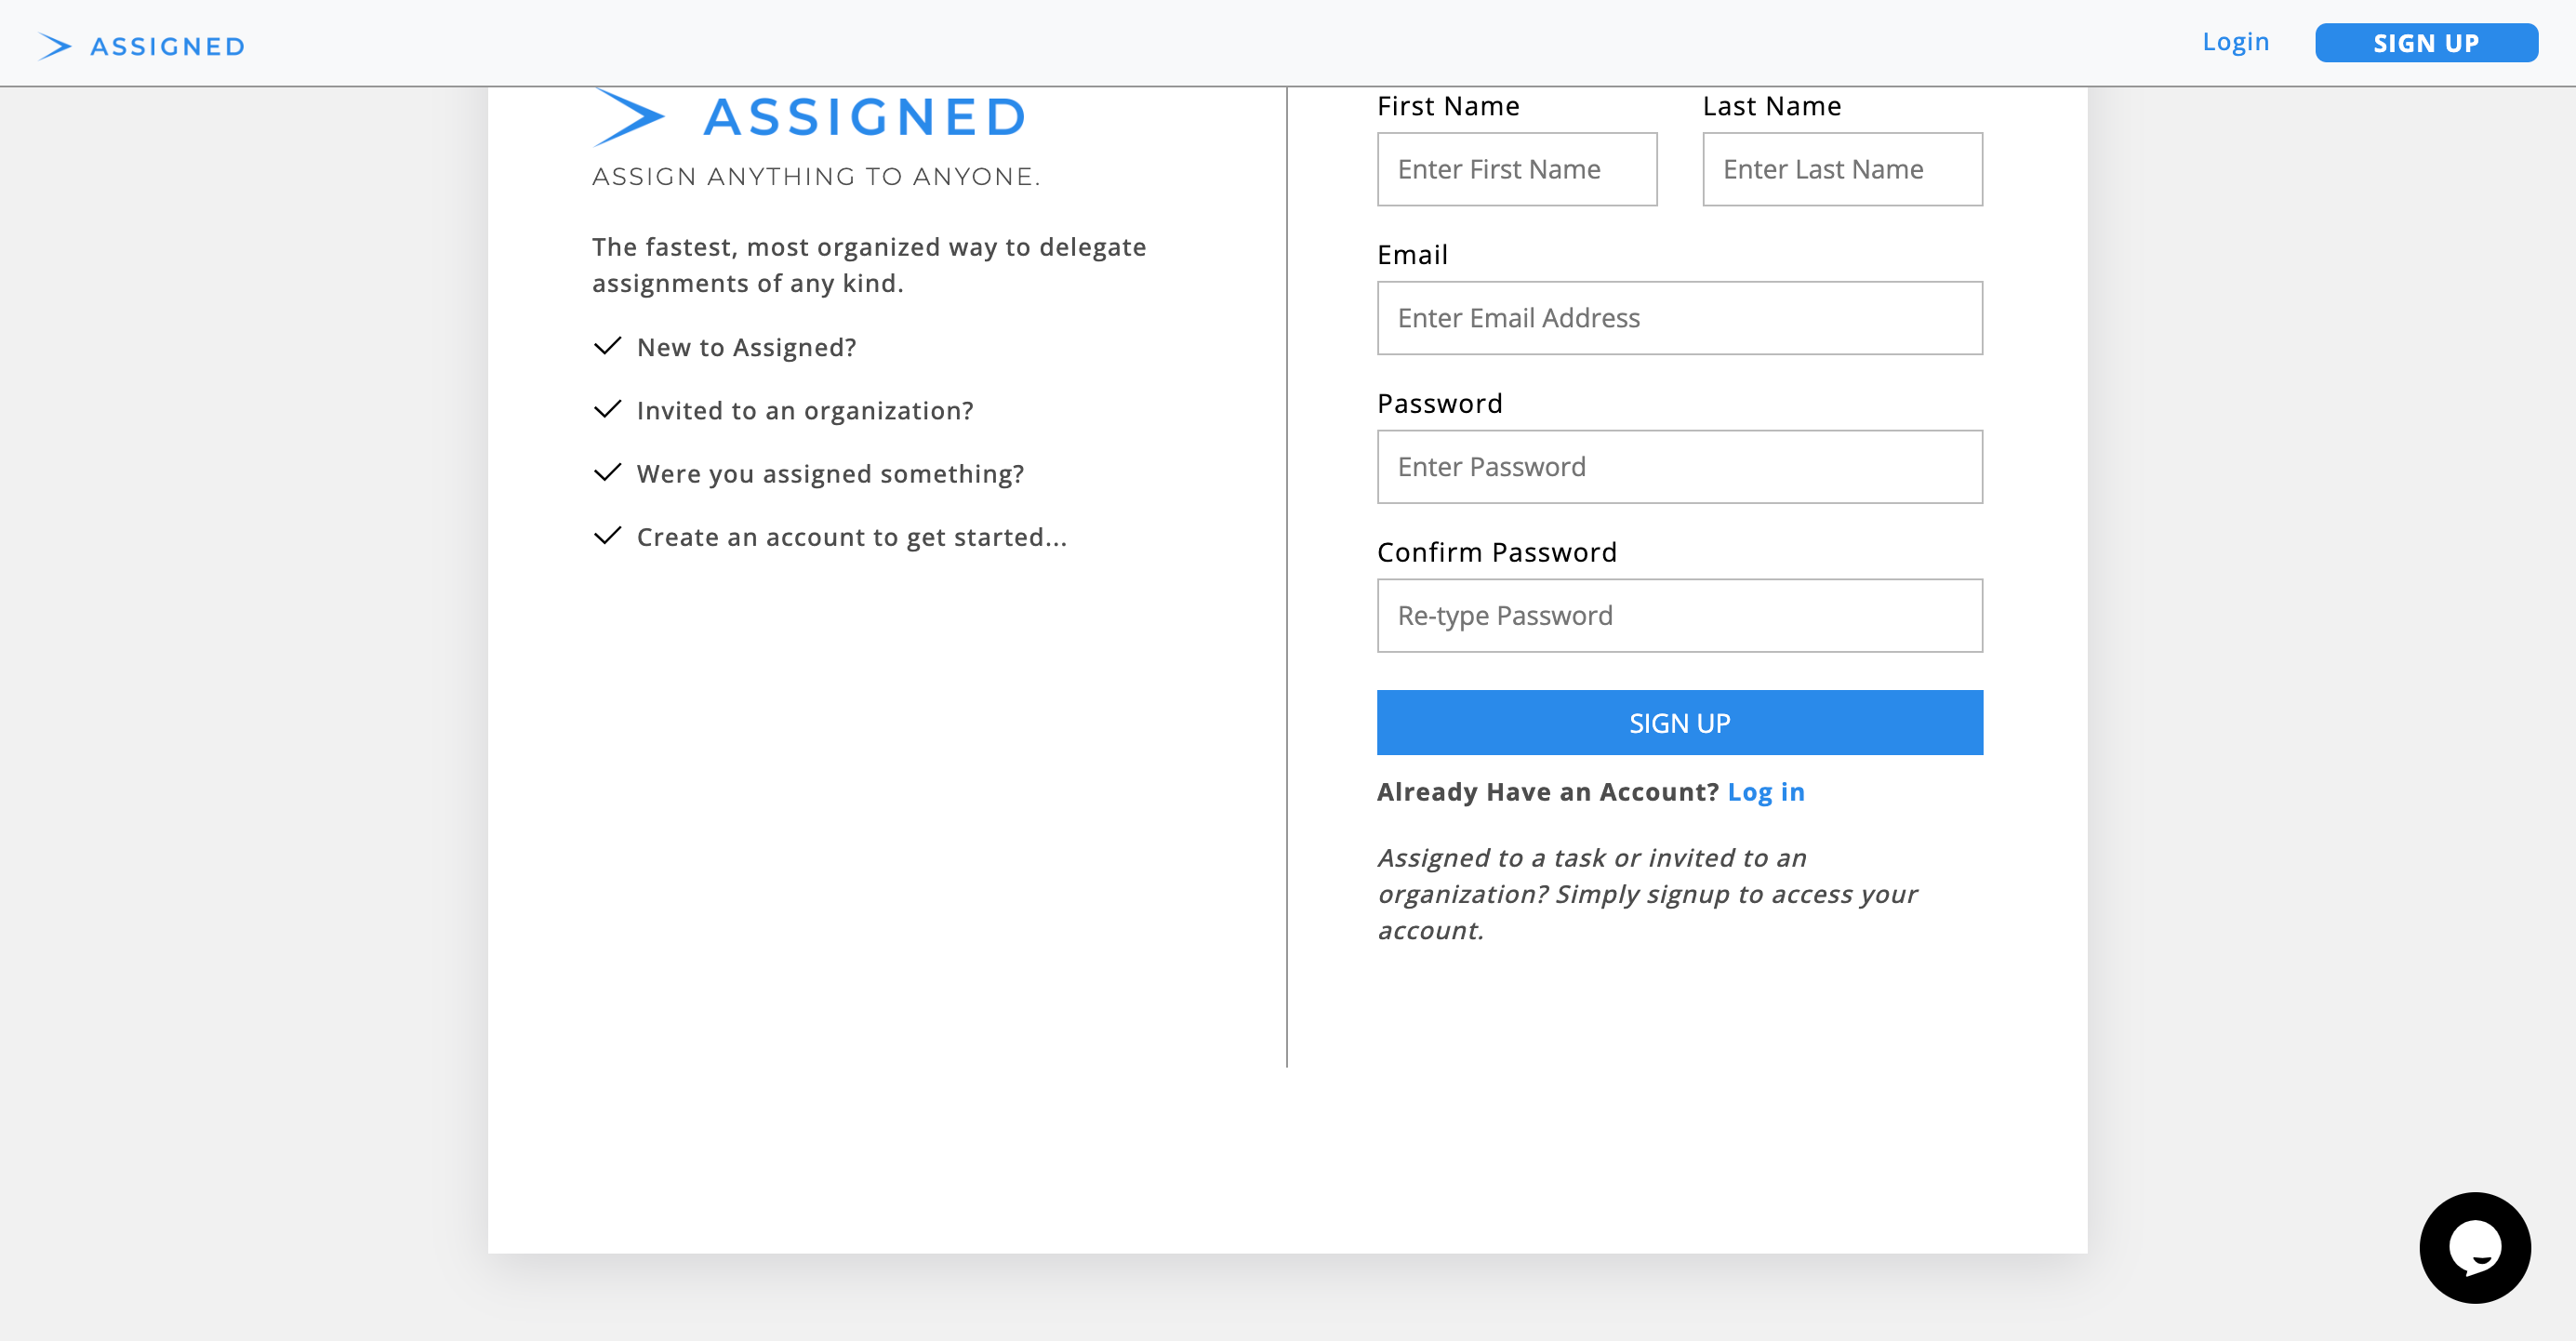 ASSIGNED
Login
SIGN UP
ASSIGNED
ASSIGN ANYTHING TO ANYONE.
The fastest, most organized way to delegate
assignments of any kind.
New to Assigned?
Invited to an organization?
Were you assigned something?
Create an account to get started...
First Name
Last Name
Enter First Name
Enter Last Name
Email
Enter Email Address
Password
Enter Password
Confirm Password
Re-type Password
SIGN UP
Already Have an Account? Log in
Assigned to a task or invited to an
organization? Simply signup to access your
account.